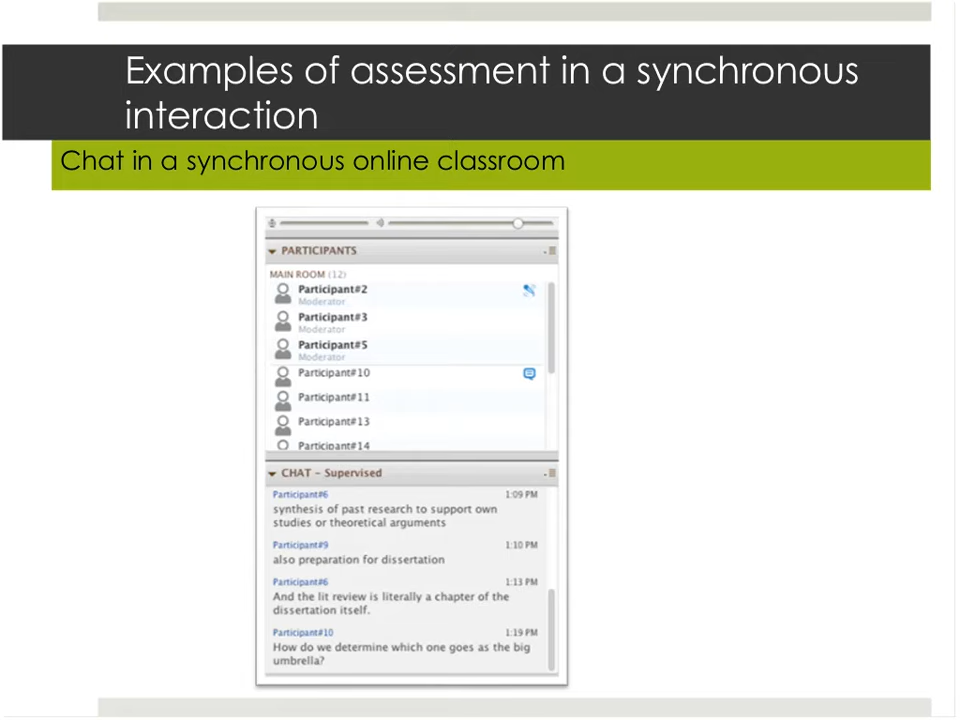 Examples of assessment in a synchronous
interaction
Chat in a synchronous online classroom
PARTICIPANTS
MAIN ROOM (12)
Participant#2
Moderator
Participant#3
Moderator
Participant#5
Moderator
Participant#10
Participant#11
Participant#13
Participant#14
CHAT – Supervised
Participant#6 1:09 PM
synthesis of past research to support own
studies or theoretical arguments
Participant#9 1:10 PM
also preparation for dissertation
Participant#6 1:13 PM
And the lit review is literally a chapter of the
dissertation itself.
Participant#10 1:19 PM
How do we determine which one goes as the big
umbrella?